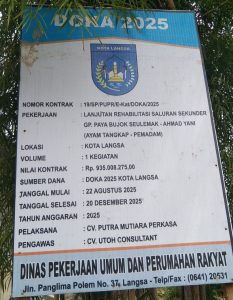 DOKA 2025
KOTA LANGSA
NOMOR KONTRAK : 19/SP/PUPR/E-Kat/DOKA/2025
PEKERJAAN : LANJUTAN REHABILITASI SALURAN SEKUNDER
GP. PAYA BUJOK SEULEMAK - AHMAD YANI
(AYAM TANGKAP - PEMADAM)
LOKASI : KOTA LANGSA
VOLUME : 1 KEGIATAN
NILAI KONTRAK : Rp. 935.008.275,00
SUMBER DANA : DOKA 2025 KOTA LANGSA
TANGGAL MULAI : 22 AGUSTUS 2025
TANGGAL SELESAI : 20 DESEMBER 2025
TAHUN ANGGARAN : 2025
PELAKSANA : CV. PUTRA MUTIARA PERKASA
PENGAWAS : CV. UTOH CONSULTANT
DINAS PEKERJAAN UMUM DAN PERUMAHAN RAKYAT
Jln. Panglima Polem No. 37, Langsa - Telp/Fax : (0641) 20531